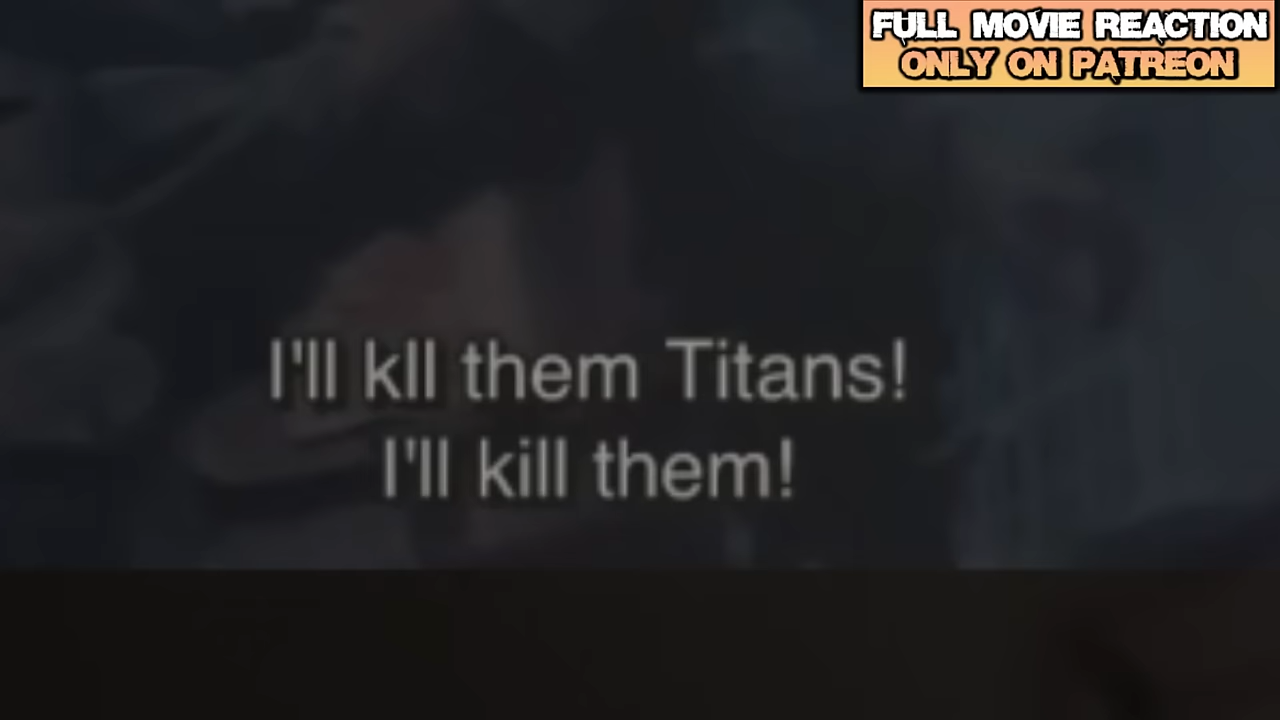 FULL MOVIE REACTION
ONLY ON PATREON
I'll kll them Titans!
I'll kill them!